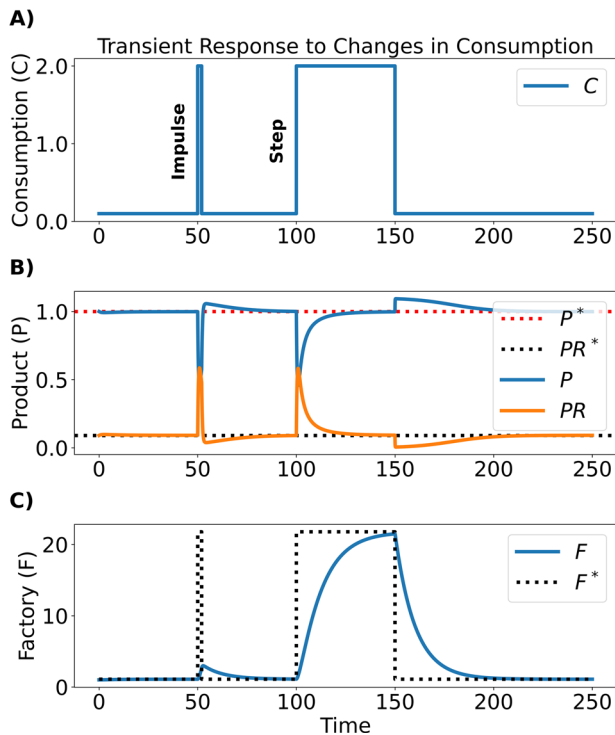 A)
Transient Response to Changes in Consumption
Consumption (C)
2.0
1.0
0.0
Impulse
Step
C
0 50 100 150 200 250
B)
Product (P)
1.0
0.5
0.0
P*
PR*
P
PR
0 50 100 150 200 250
C)
Factory (F)
20
10
0
F
F*
0 50 100 150 200 250
Time